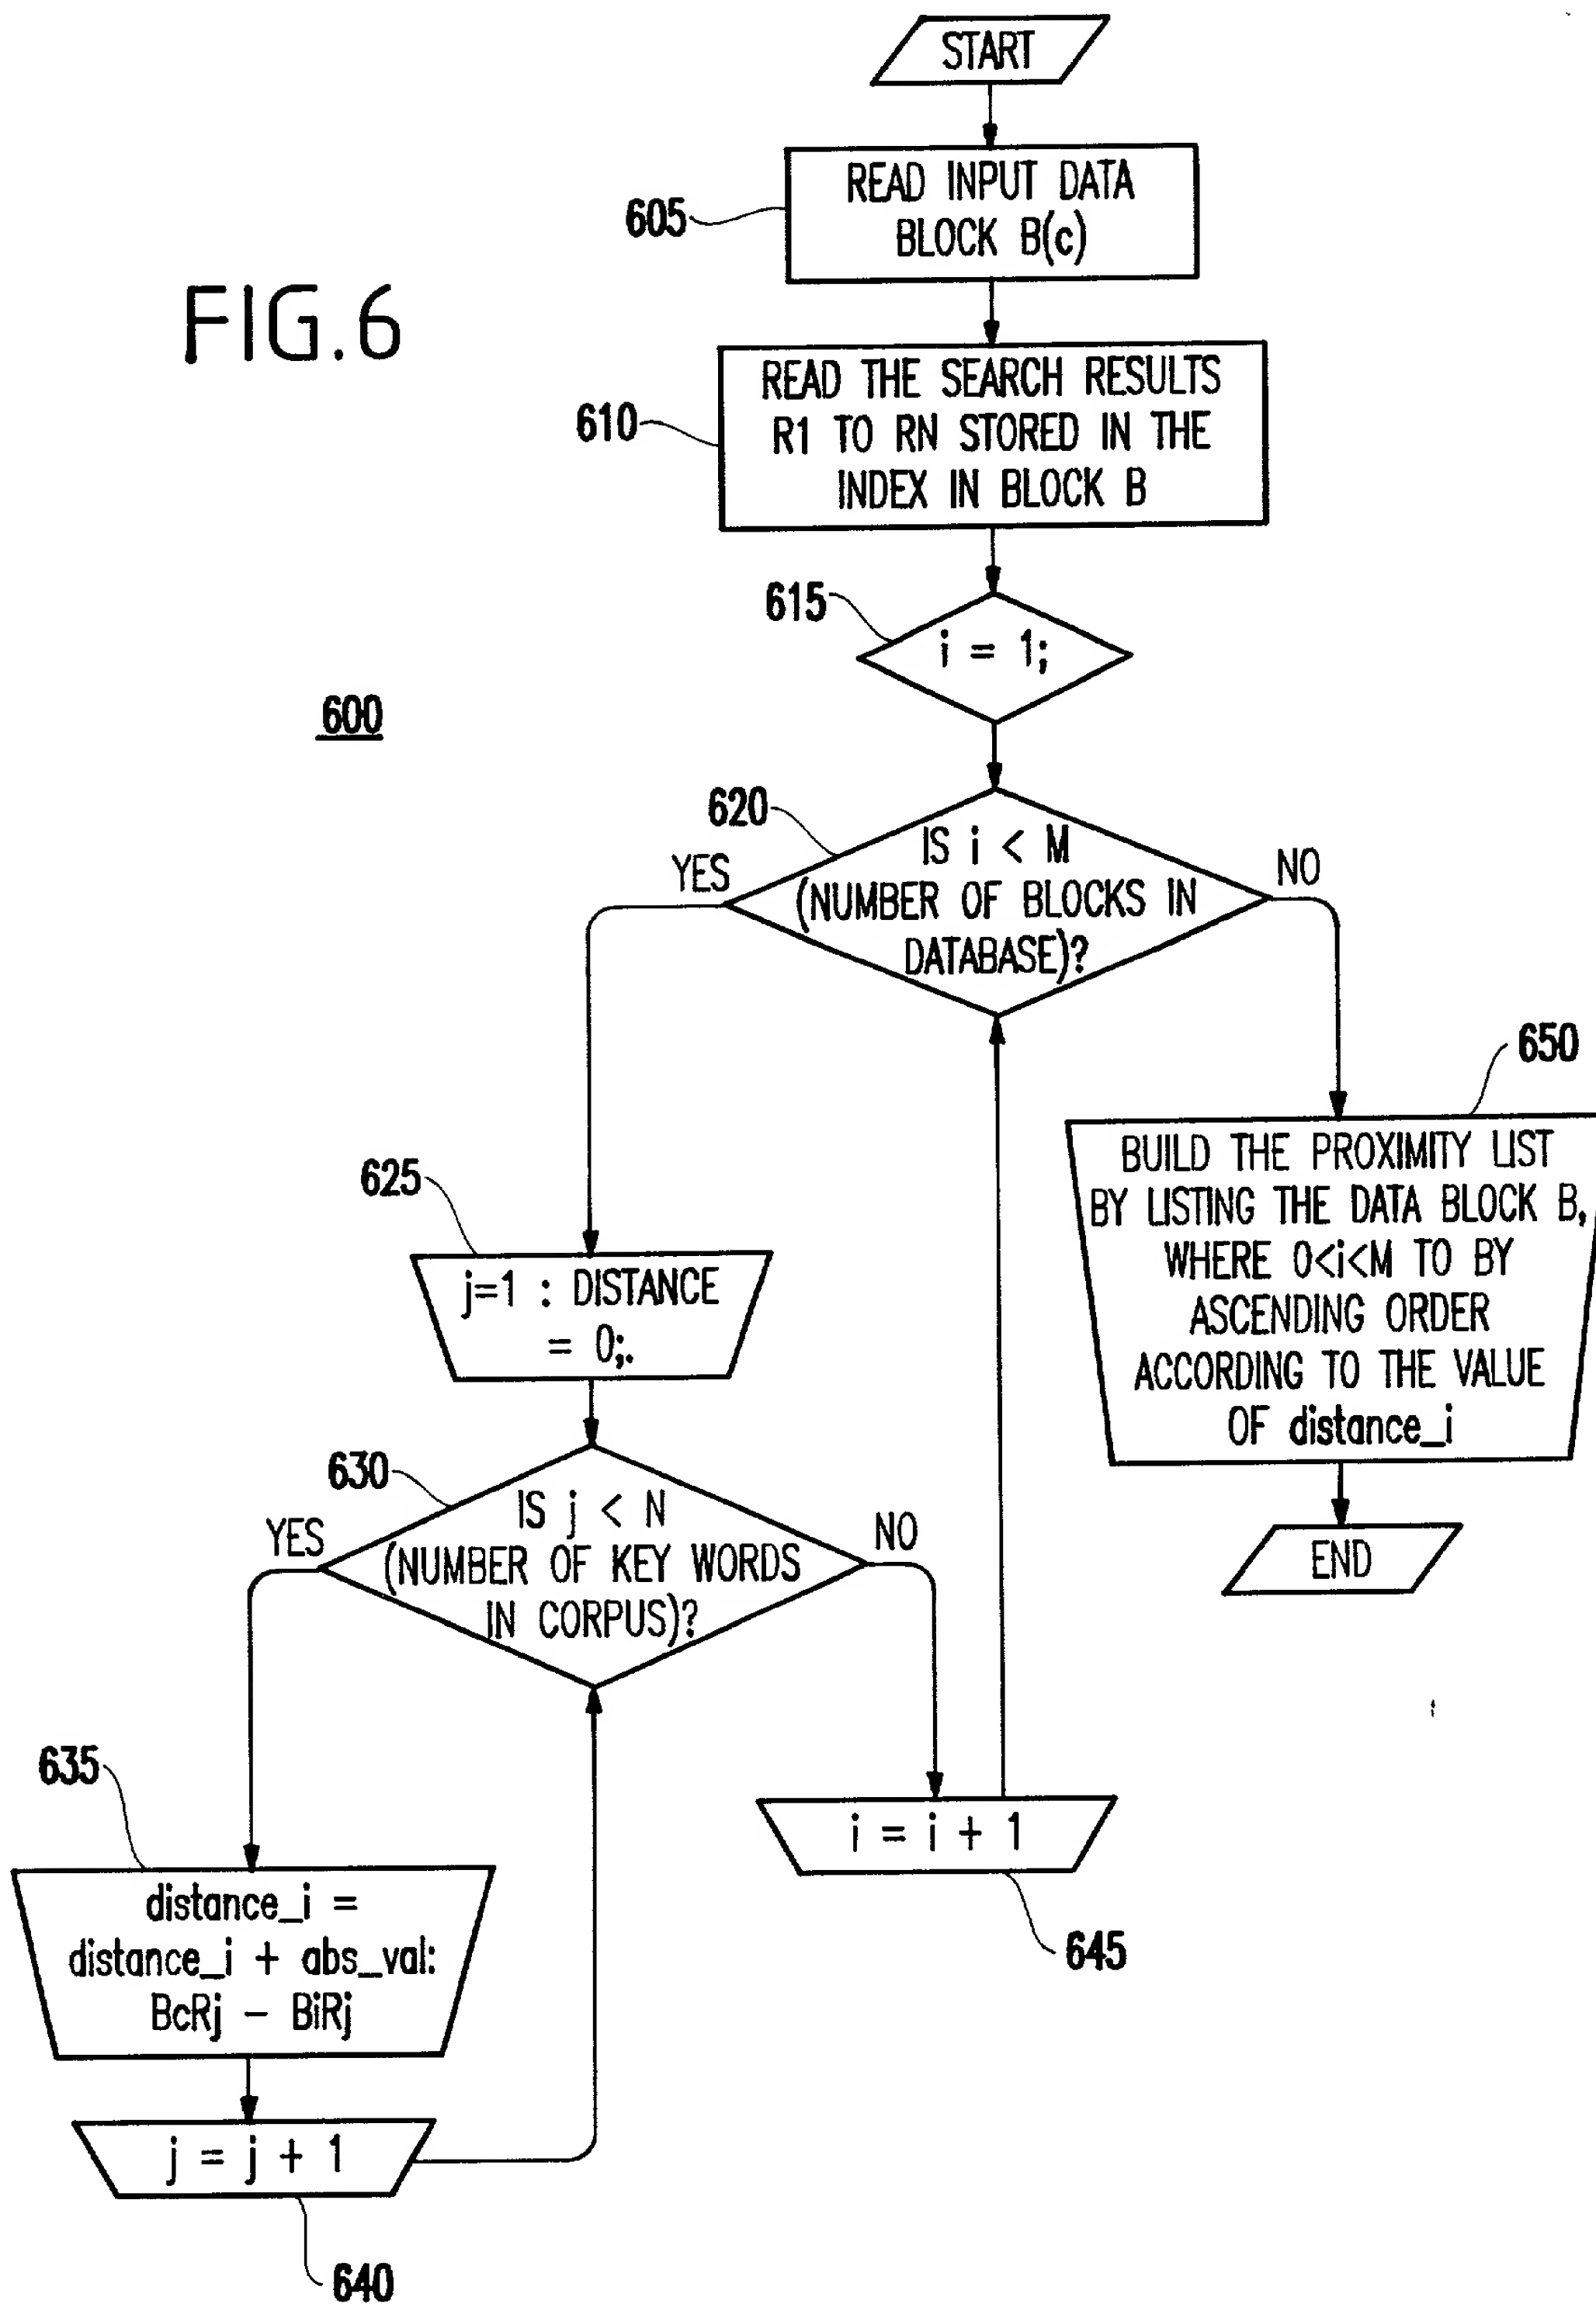 START
605
READ INPUT DATA
BLOCK B(c)
FIG.6
610
READ THE SEARCH RESULTS
R1 TO RN STORED IN THE
INDEX IN BLOCK B
615
i = 1;
600
620
IS i < M
(NUMBER OF BLOCKS IN
DATABASE)?
YES
NO
650
BUILD THE PROXIMITY LIST
BY LISTING THE DATA BLOCK B,
WHERE 0<i<M TO BY
ASCENDING ORDER
ACCORDING TO THE VALUE
OF distance_i
END
625
j=1 : DISTANCE
= 0;.
630
IS j < N
(NUMBER OF KEY WORDS
IN CORPUS)?
YES
NO
635
distance_i =
distance_i + abs_val:
BcRj - BiRj
i = i + 1
645
j = j + 1
640